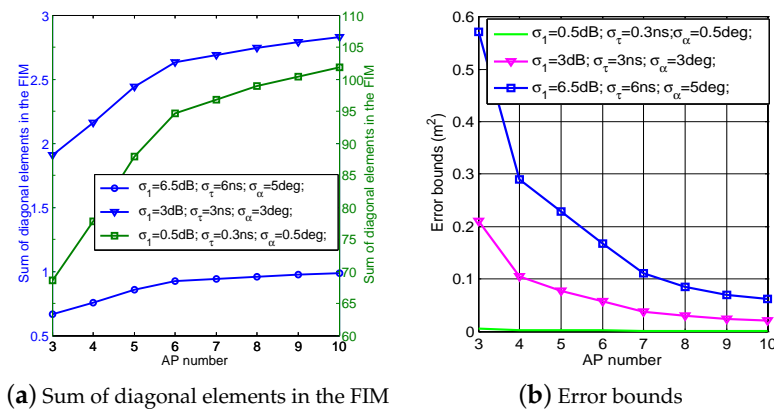 Sum of diagonal elements in the FIM
3
2.5
2
1.5
1
0.5
110
105
100
95
90
85
80
75
70
65
60
Sum of diagonal elements in the FIM
σ1=6.5dB; στ=6ns; σα=5deg;
σ1=3dB; στ=3ns; σα=3deg;
σ1=0.5dB; στ=0.3ns; σα=0.5deg;
3 4 5 6 7 8 9 10
AP number
(a) Sum of diagonal elements in the FIM
Error bounds (m²)
0.6
0.5
0.4
0.3
0.2
0.1
0
σ1=0.5dB; στ=0.3ns;σα=0.5deg;
σ1=3dB; στ=3ns; σα=3deg;
σ1=6.5dB; στ=6ns; σα=5deg;
3 4 5 6 7 8 9 10
AP number
(b) Error bounds